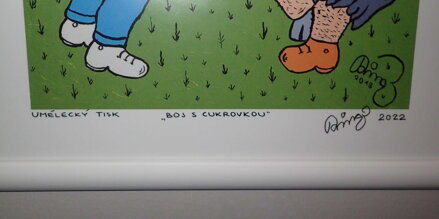 2018
UMĚLECKÝ TISK „BOJ S CUKROVKOU" 2022